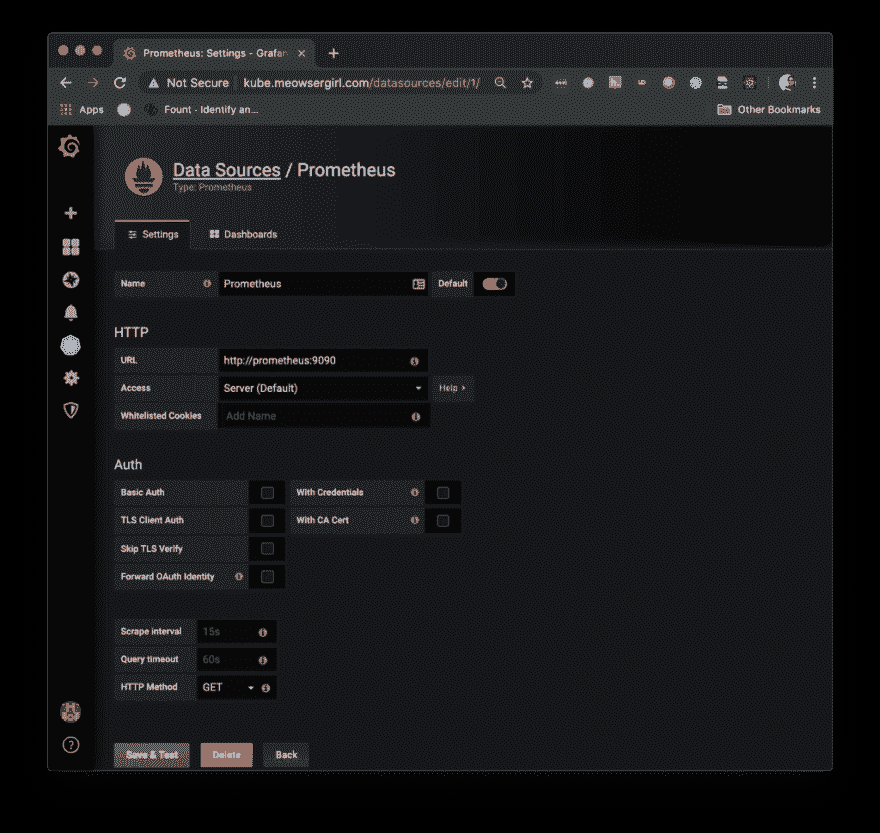 Prometheus: Settings - Grafan
Not Secure kube.meowsergirl.com/datasources/edit/1/
Apps Fount - Identify an... Other Bookmarks
Data Sources / Prometheus
Type: Prometheus
Settings Dashboards
Name Prometheus Default
HTTP
URL http://prometheus:9090
Access Server (Default) Help >
Whitelisted Cookies Add Name
Auth
Basic Auth With Credentials
TLS Client Auth With CA Cert
Skip TLS Verify
Forward OAuth Identity
Scrape interval 15s
Query timeout 60s
HTTP Method GET
Save & Test Delete Back